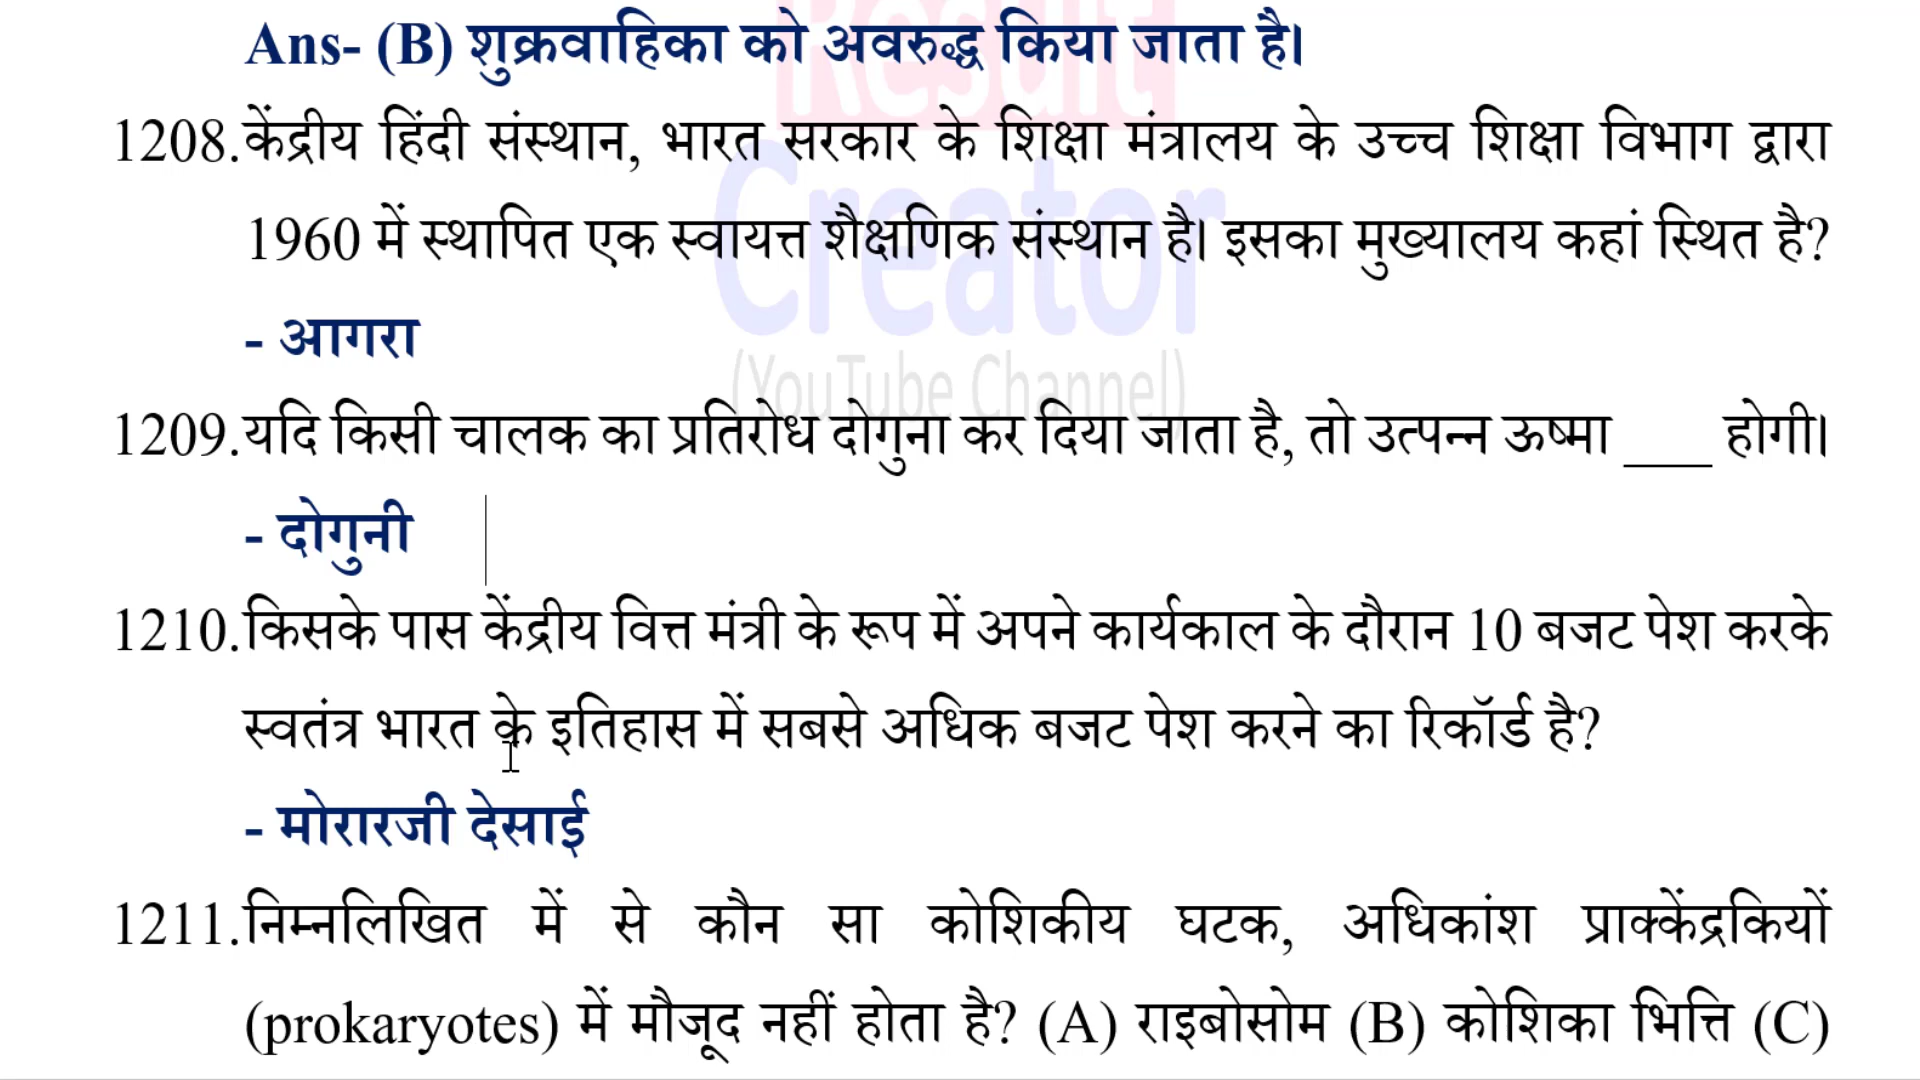 Ans- (B) शुक्रवाहिका को अवरुद्ध किया जाता है।
1208. केंद्रीय हिंदी संस्थान, भारत सरकार के शिक्षा मंत्रालय के उच्च शिक्षा विभाग द्वारा
1960 में स्थापित एक स्वायत्त शैक्षणिक संस्थान है। इसका मुख्यालय कहां स्थित है?
- आगरा
1209. यदि किसी चालक का प्रतिरोध दोगुना कर दिया जाता है, तो उत्पन्न ऊष्मा ___ होगी।
- दोगुनी
1210. किसके पास केंद्रीय वित्त मंत्री के रूप में अपने कार्यकाल के दौरान 10 बजट पेश करके
स्वतंत्र भारत के इतिहास में सबसे अधिक बजट पेश करने का रिकॉर्ड है?
- मोरारजी देसाई
1211. निम्नलिखित में से कौन सा कोशिकीय घटक, अधिकांश प्राक्केंद्रकियों
(prokaryotes) में मौजूद नहीं होता है? (A) राइबोसोम (B) कोशिका भित्ति (C)
Result
Creator
(YouTube Channel)